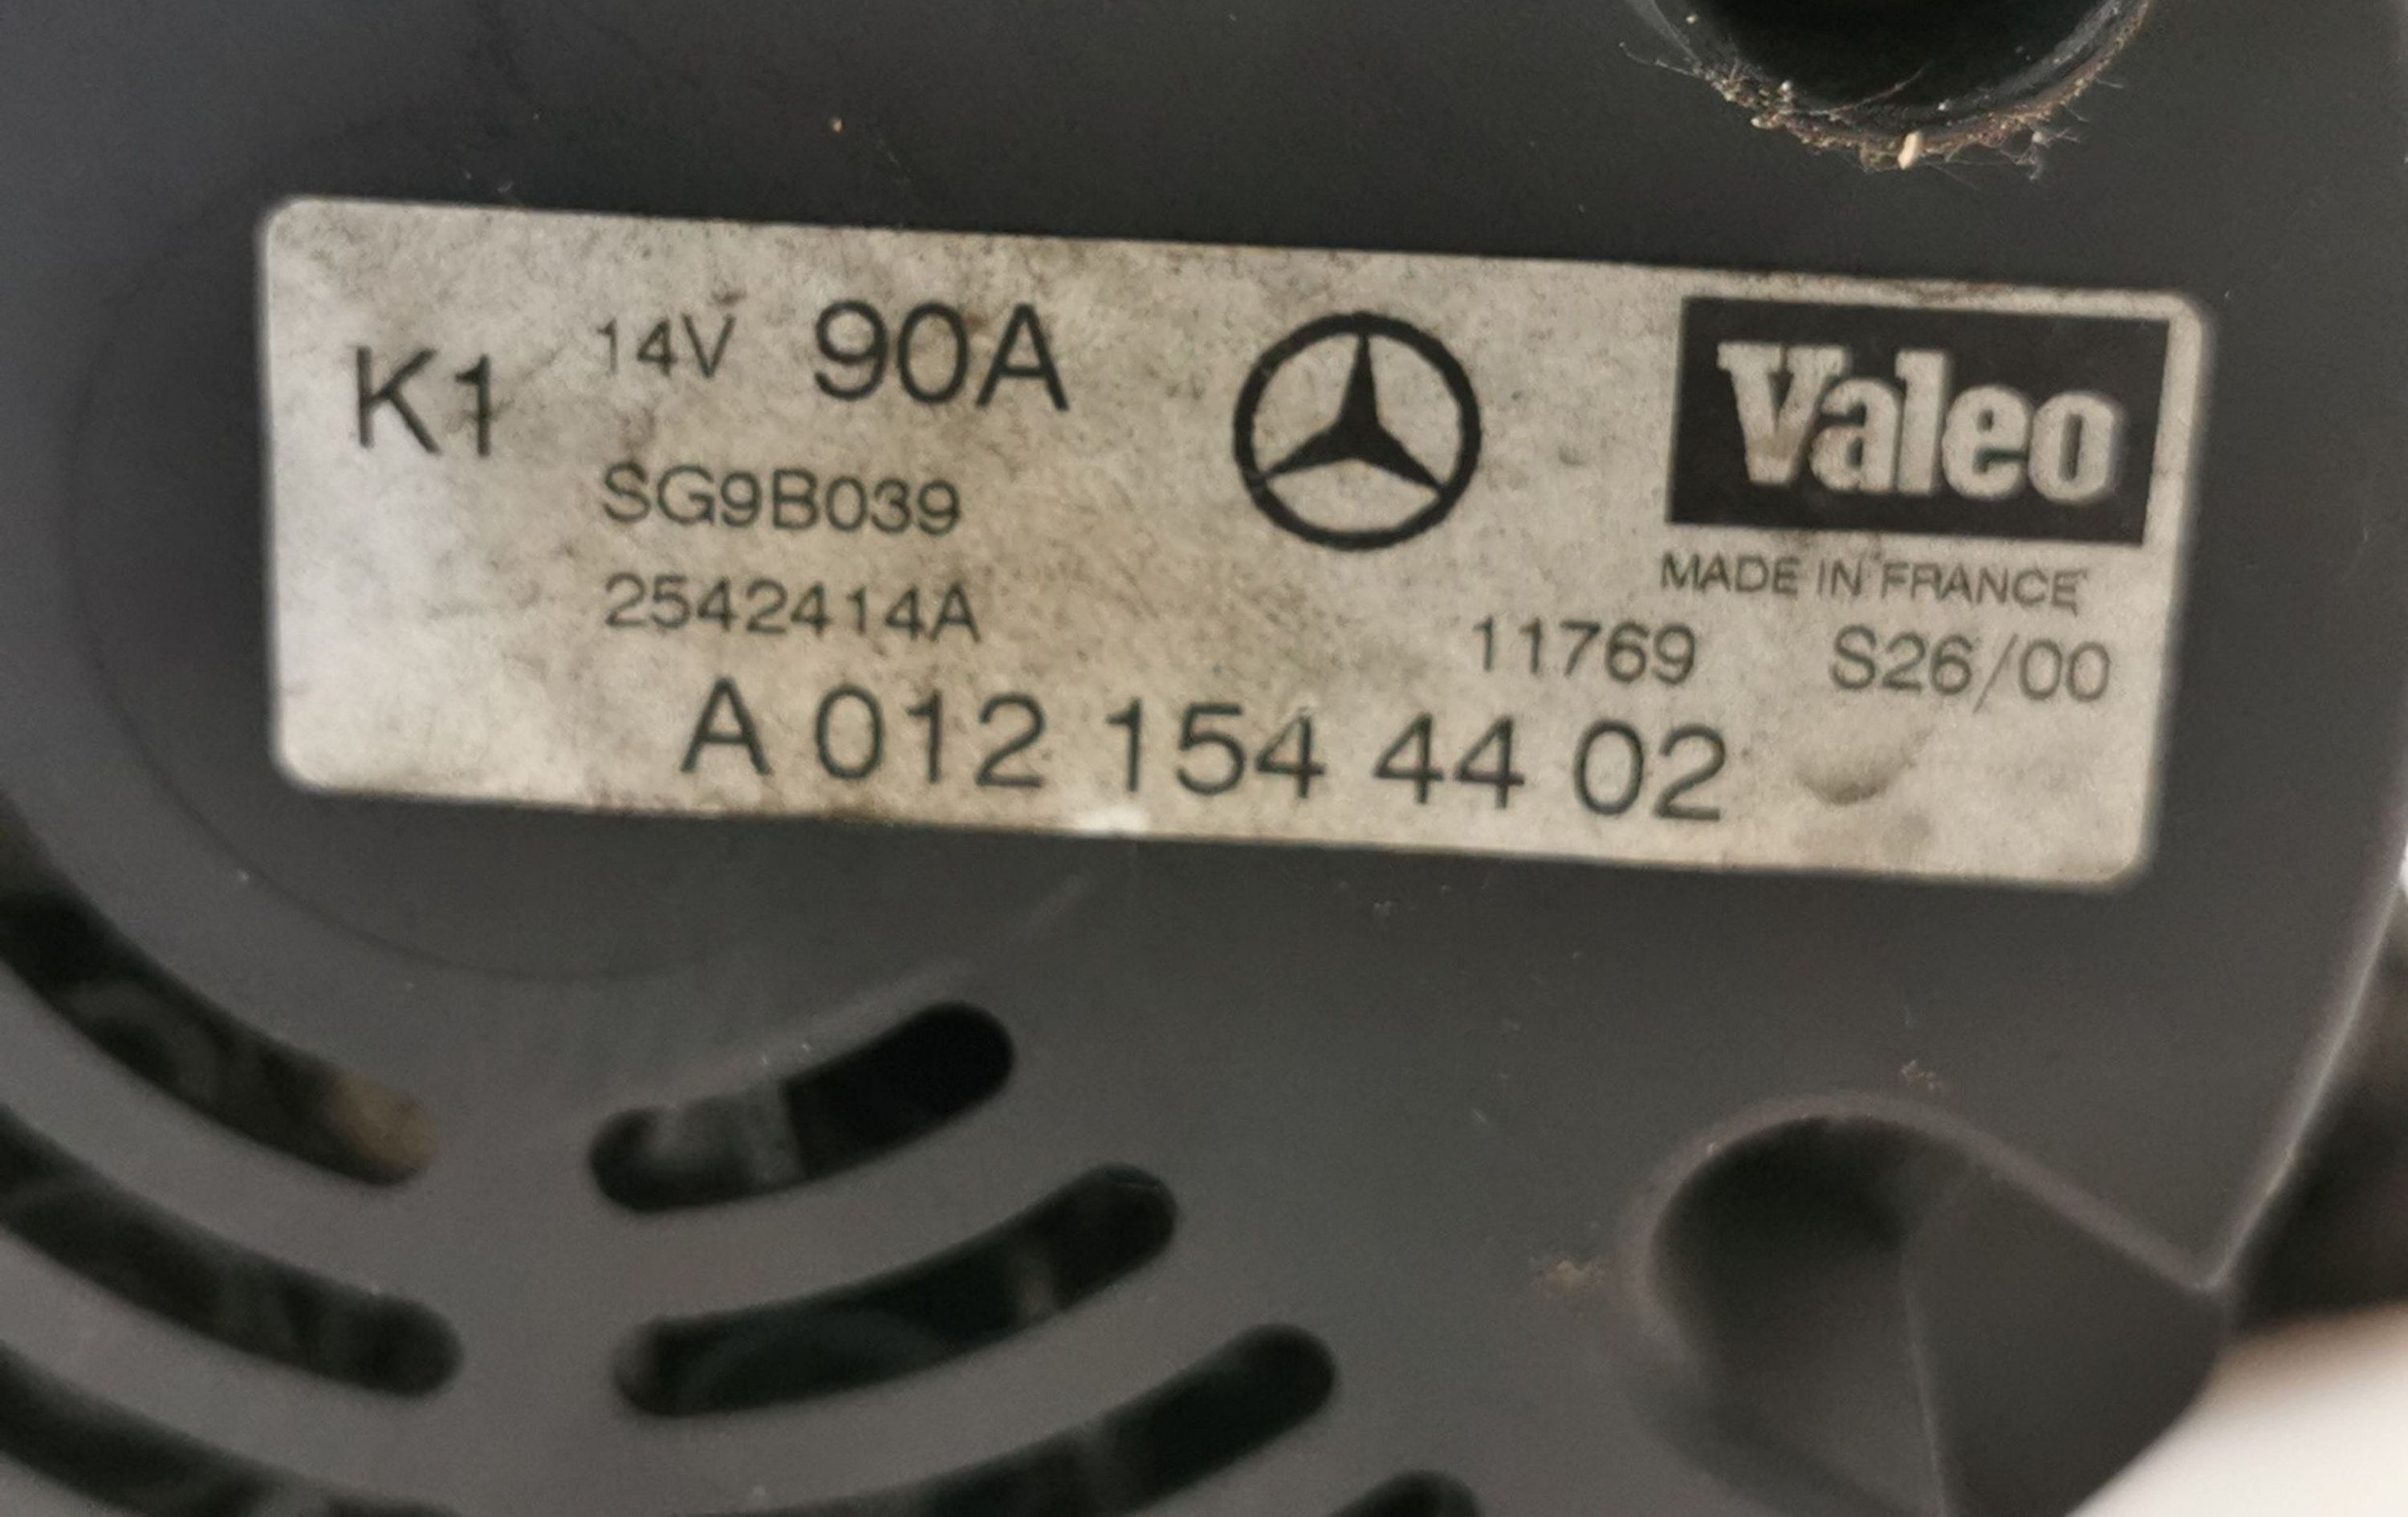 K1 14V 90A Valeo
SG9B039
2542414A
MADE IN FRANCE
11769 S26/00
A 012 154 44 02